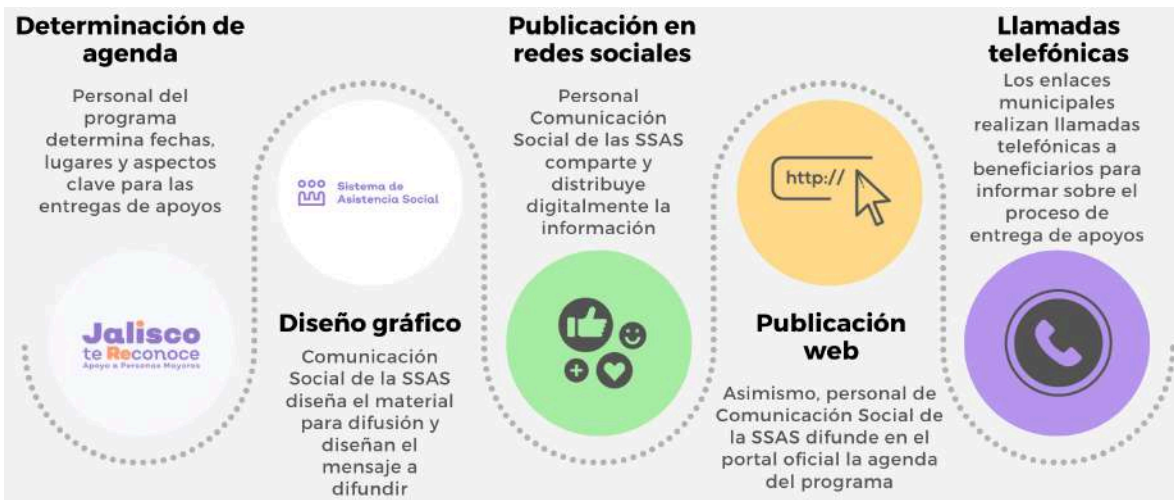 Determinación de
agenda
Personal del
programa
determina fechas,
lugares y aspectos
clave para las
entregas de apoyos
Jalisco
te Reconoce
Apoyo a Personas Mayores
Sistema de
Asistencia Social
Diseño gráfico
Comunicación
Social de la SSAS
diseña el material
para difusión y
diseñan el
mensaje a
difundir
Publicación en
redes sociales
Personal
Comunicación
Social de las SSAS
comparte y
distribuye
digitalmente la
información
http://
Publicación
web
Asimismo, personal de
Comunicación Social de
la SSAS difunde en el
portal oficial la agenda
del programa
Llamadas
telefónicas
Los enlaces
municipales
realizan llamadas
telefónicas a
beneficiarios para
informar sobre el
proceso de
entrega de apoyos